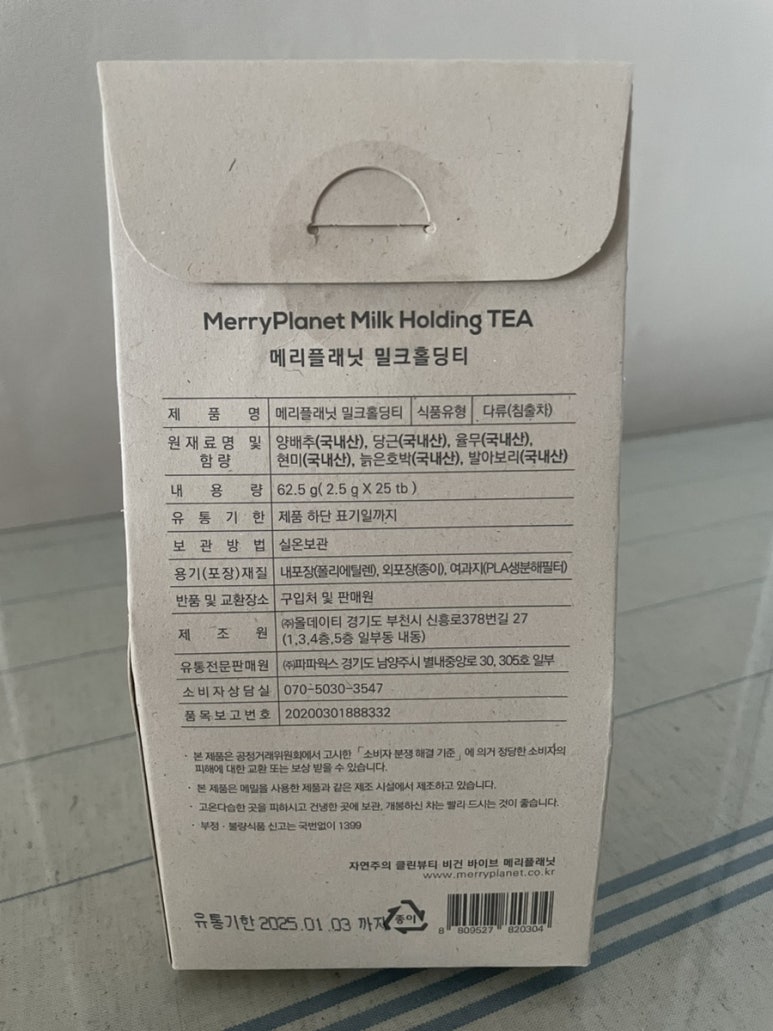 MerryPlanet Milk Holding TEA
메리플래닛 밀크홀딩티
제 품 명 메리플래닛 밀크홀딩티 식품유형 다류(침출차)
원재료명 및 양배추(국내산), 당근(국내산), 율무(국내산),
함량 현미(국내산), 늙은호박(국내산), 발아보리(국내산)
내 용 량 62.5 g( 2.5 g X 25 tb )
유 통 기 한 제품 하단 표기일까지
보 관 방 법 실온보관
용기(포장)재질 내포장(폴리에틸렌), 외포장(종이), 여과지(PLA생분해필터)
반품 및 교환장소 구입처 및 판매원
제 조 원 ㈜올데이티 경기도 부천시 신흥로378번길 27
(1,3,4층,5층 일부동 내동)
유통전문판매원 ㈜파파웍스 경기도 남양주시 별내중앙로 30, 305호 일부
소비자상담실 070-5030-3547
품목보고번호 20200301888332
· 본 제품은 공정거래위원회에서 고시한 「소비자 분쟁 해결 기준」에 의거 정당한 소비자의
피해에 대한 교환 또는 보상 받을 수 있습니다.
· 본 제품은 메밀을 사용한 제품과 같은 제조 시설에서 제조하고 있습니다.
· 고온다습한 곳을 피하시고 건냉한 곳에 보관, 개봉하신 차는 빨리 드시는 것이 좋습니다.
· 부정 · 불량식품 신고는 국번없이 1399
자연주의 클린뷰티 비건 바이브 메리플래닛
www.merryplanet.co.kr
유통기한 2025.01.03 까지 종이
8 809527 820304